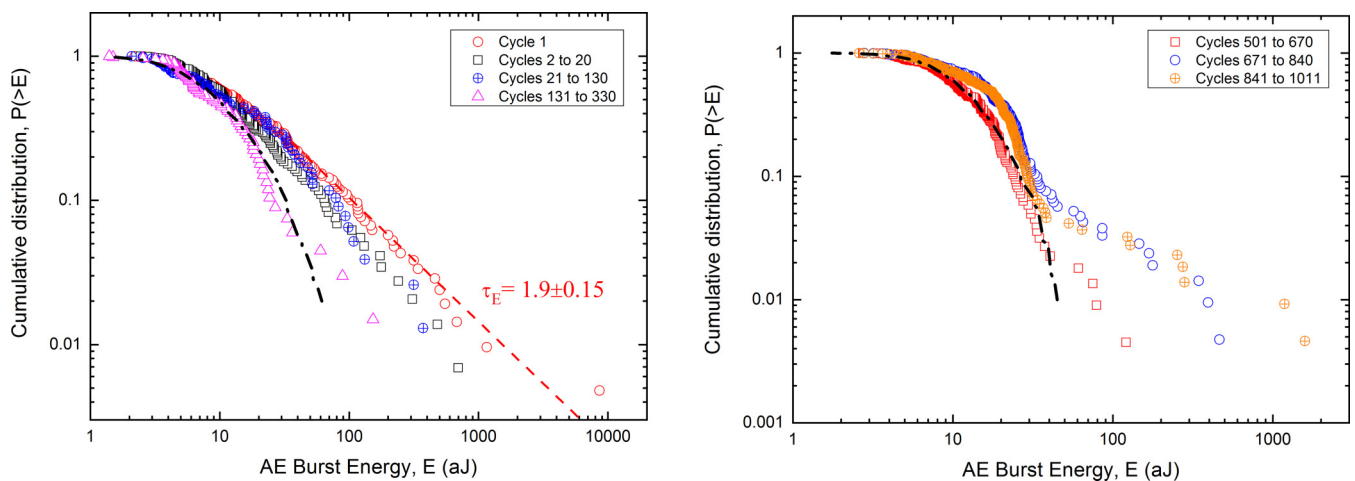 Cycle 1
Cycles 2 to 20
Cycles 21 to 130
Cycles 131 to 330
τE= 1.9±0.15
1
0.1
0.01
Cumulative distribution, P(>E)
1 10 100 1000 10000
AE Burst Energy, E (aJ)
Cycles 501 to 670
Cycles 671 to 840
Cycles 841 to 1011
1
0.1
0.01
0.001
Cumulative distribution, P(>E)
1 10 100 1000
AE Burst Energy, E (aJ)